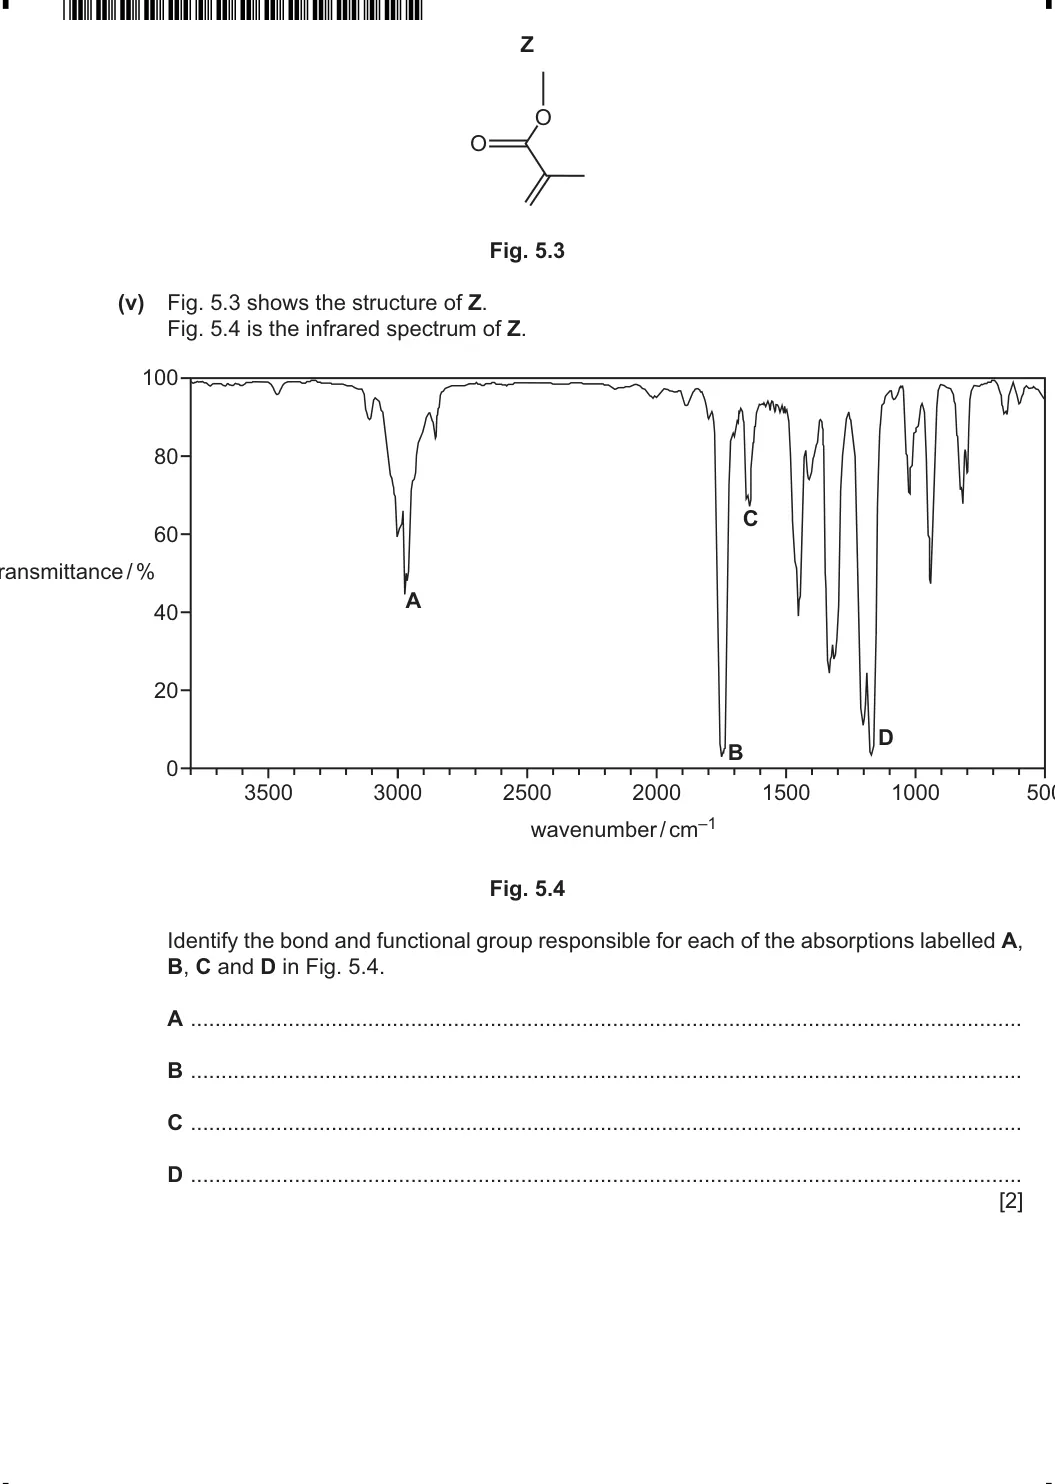 Z
O
O
Fig. 5.3
(v) Fig. 5.3 shows the structure of Z.
Fig. 5.4 is the infrared spectrum of Z.
100
80
60
ransmittance / %
40
20
0
A
B
C
D
3500 3000 2500 2000 1500 1000 500
wavenumber / cm–1
Fig. 5.4
Identify the bond and functional group responsible for each of the absorptions labelled A,
B, C and D in Fig. 5.4.
A ....................................................................................................................................
B ....................................................................................................................................
C ....................................................................................................................................
D ....................................................................................................................................
[2]